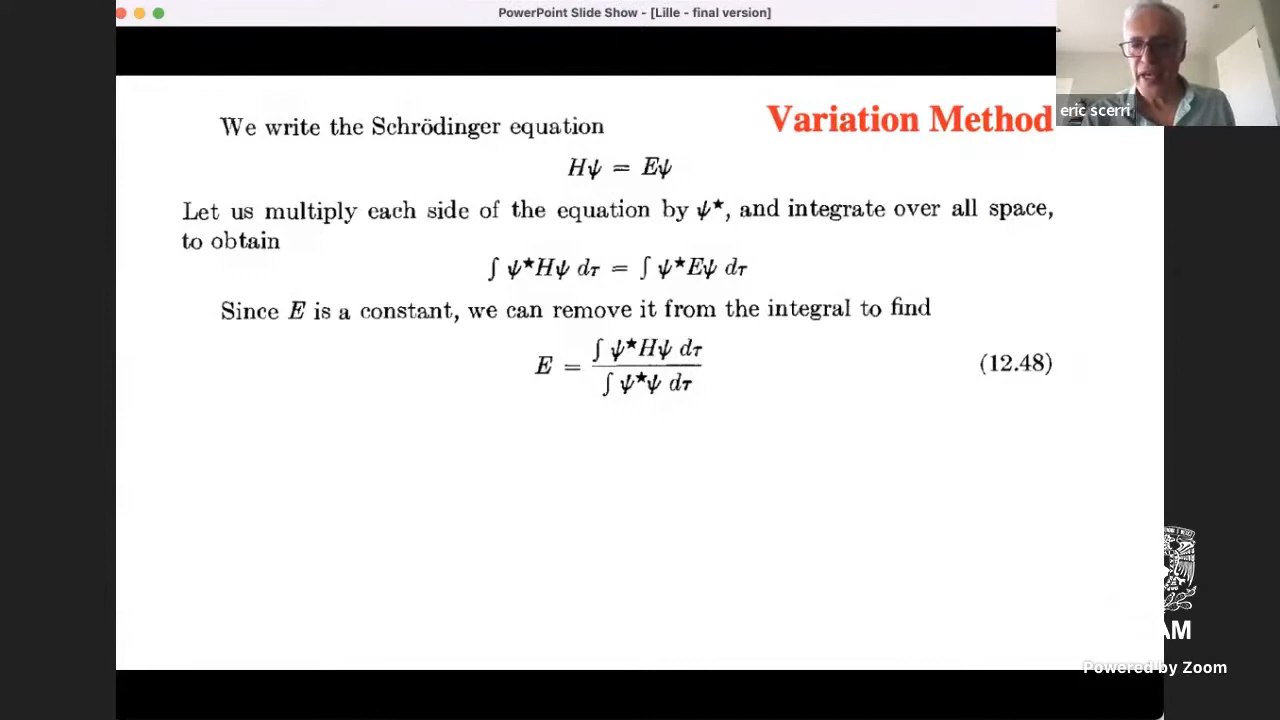 PowerPoint Slide Show - [Lille - final version]
eric scerri
Variation Method
We write the Schrödinger equation
Hψ = Eψ
Let us multiply each side of the equation by ψ★, and integrate over all space,
to obtain
∫ ψ★Hψ dτ = ∫ ψ★Eψ dτ
Since E is a constant, we can remove it from the integral to find
E = ∫ ψ★Hψ dτ / ∫ ψ★ψ dτ (12.48)
AM
Powered by Zoom